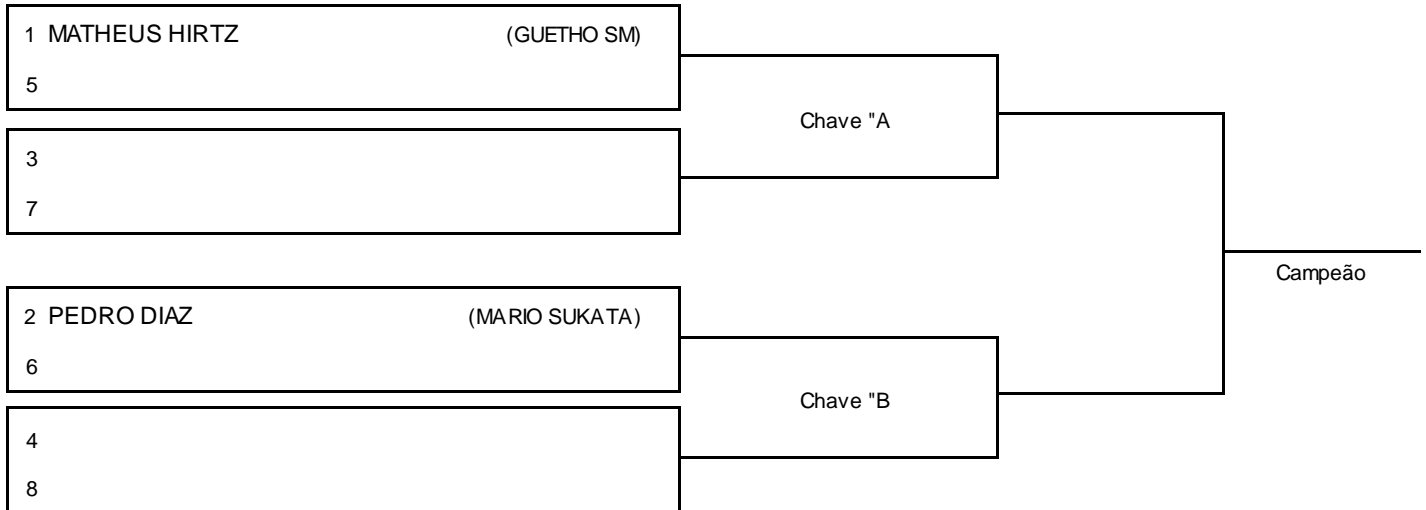 1 MATHEUS HIRTZ (GUETHO SM)
5
Chave "A
3
7
Campeão
2 PEDRO DIAZ (MARIO SUKATA)
6
Chave "B
4
8